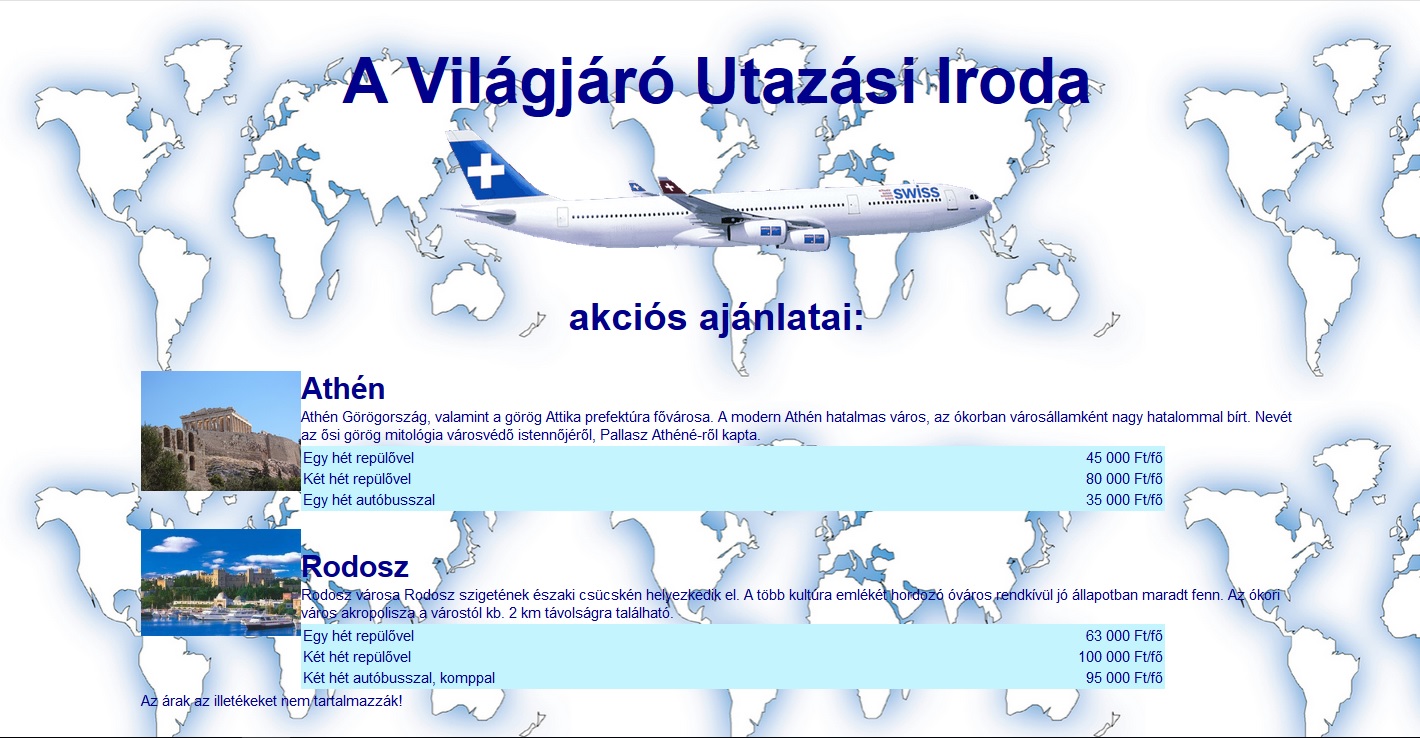 A Világjáró Utazási Iroda
swiss
akciós ajánlatai:
Athén
Athén Görögország, valamint a görög Attika prefektúra fővárosa. A modern Athén hatalmas város, az ókorban városállamként nagy hatalommal bírt. Nevét
az ősi görög mitológia városvédő istennőjéről, Pallasz Athéné-ről kapta.
Egy hét repülővel 45 000 Ft/fő
Két hét repülővel 80 000 Ft/fő
Egy hét autóbusszal 35 000 Ft/fő
Rodosz
Rodosz városa Rodosz szigetének északi csücskén helyezkedik el. A több kultúra emlékét hordozó óváros rendkívül jó állapotban maradt fenn. Az ókori
város akropolisza a várostól kb. 2 km távolságra található.
Egy hét repülővel 63 000 Ft/fő
Két hét repülővel 100 000 Ft/fő
Két hét autóbusszal, komppal 95 000 Ft/fő
Az árak az illetékeket nem tartalmazzák!